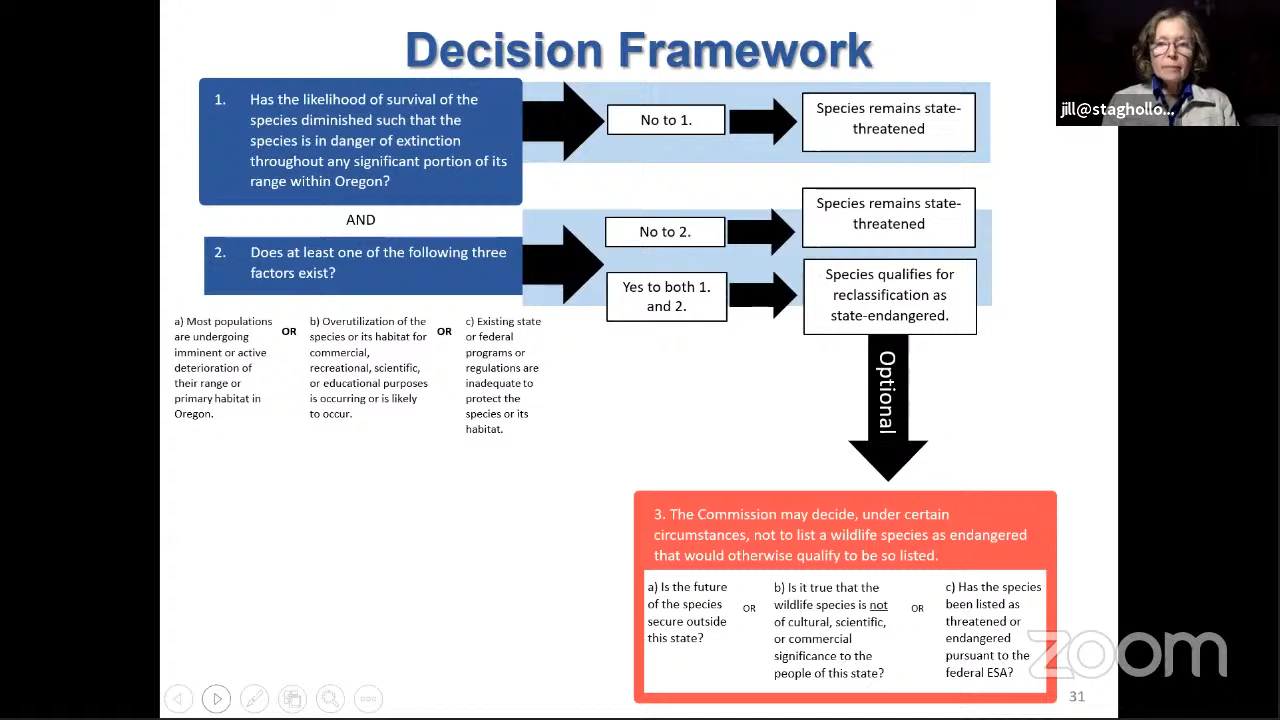 Decision Framework
1. Has the likelihood of survival of the
species diminished such that the
species is in danger of extinction
throughout any significant portion of its
range within Oregon?
No to 1.
Species remains state-
threatened
AND
2. Does at least one of the following three
factors exist?
No to 2.
Species remains state-
threatened
Yes to both 1.
and 2.
Species qualifies for
reclassification as
state-endangered.
a) Most populations
are undergoing
imminent or active
deterioration of
their range or
primary habitat in
Oregon.
OR
b) Overutilization of the
species or its habitat for
commercial,
recreational, scientific,
or educational purposes
is occurring or is likely
to occur.
OR
c) Existing state
or federal
programs or
regulations are
inadequate to
protect the
species or its
habitat.
Optional
3. The Commission may decide, under certain
circumstances, not to list a wildlife species as endangered
that would otherwise qualify to be so listed.
a) Is the future
of the species
secure outside
this state?
OR
b) Is it true that the
wildlife species is not
of cultural, scientific,
or commercial
significance to the
people of this state?
OR
c) Has the species
been listed as
threatened or
endangered
pursuant to the
federal ESA?
31
zoom
jill@staghollo...